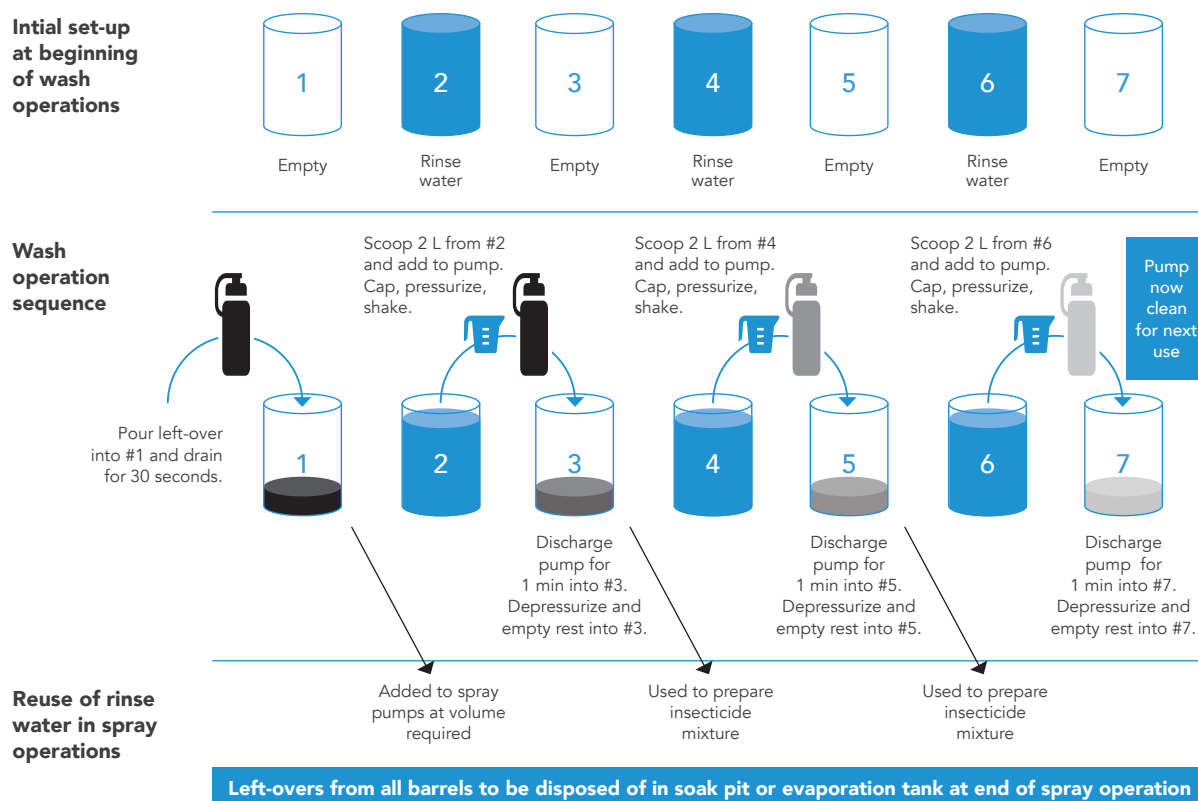 Intial set-up
at beginning
of wash
operations
1
2
3
4
5
6
7
Empty
Rinse
water
Empty
Rinse
water
Empty
Rinse
water
Empty
Wash
operation
sequence
Pour left-over
into #1 and drain
for 30 seconds.
Scoop 2 L from #2
and add to pump.
Cap, pressurize,
shake.
Scoop 2 L from #4
and add to pump.
Cap, pressurize,
shake.
Scoop 2 L from #6
and add to pump.
Cap, pressurize,
shake.
Pump
now
clean
for next
use
1
2
3
4
5
6
7
Discharge
pump for
1 min into #3.
Depressurize and
empty rest into #3.
Discharge
pump for
1 min into #5.
Depressurize and
empty rest into #5.
Discharge
pump for
1 min into #7.
Depressurize and
empty rest into #7.
Reuse of rinse
water in spray
operations
Added to spray
pumps at volume
required
Used to prepare
insecticide
mixture
Used to prepare
insecticide
mixture
Left-overs from all barrels to be disposed of in soak pit or evaporation tank at end of spray operation